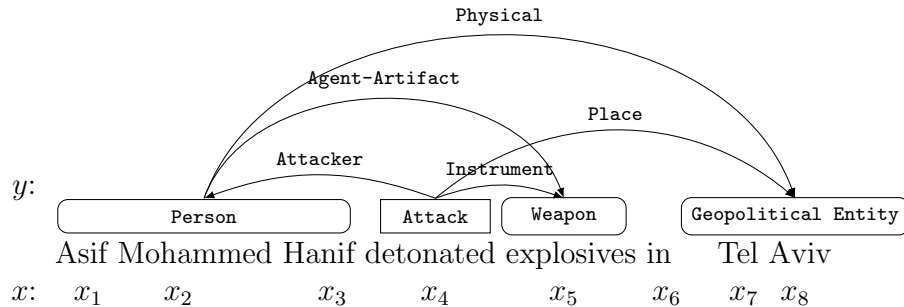 Physical
Agent-Artifact
Place
Attacker
Instrument
y:
Person Attack Weapon Geopolitical Entity
Asif Mohammed Hanif detonated explosives in Tel Aviv
x: x₁ x₂ x₃ x₄ x₅ x₆ x₇ x₈